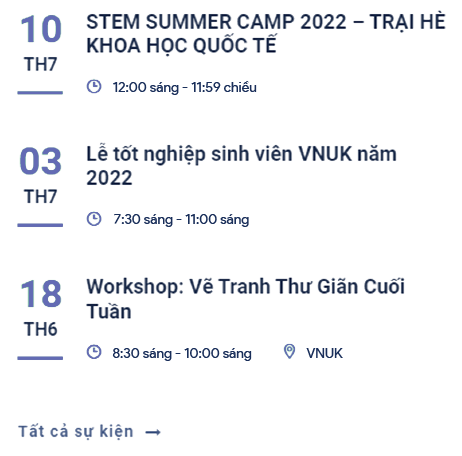 10
TH7
STEM SUMMER CAMP 2022 – TRẠI HÈ
KHOA HỌC QUỐC TẾ
12:00 sáng - 11:59 chiều
03
TH7
Lễ tốt nghiệp sinh viên VNUK năm
2022
7:30 sáng - 11:00 sáng
18
TH6
Workshop: Vẽ Tranh Thư Giãn Cuối
Tuần
8:30 sáng - 10:00 sáng VNUK
Tất cả sự kiện →